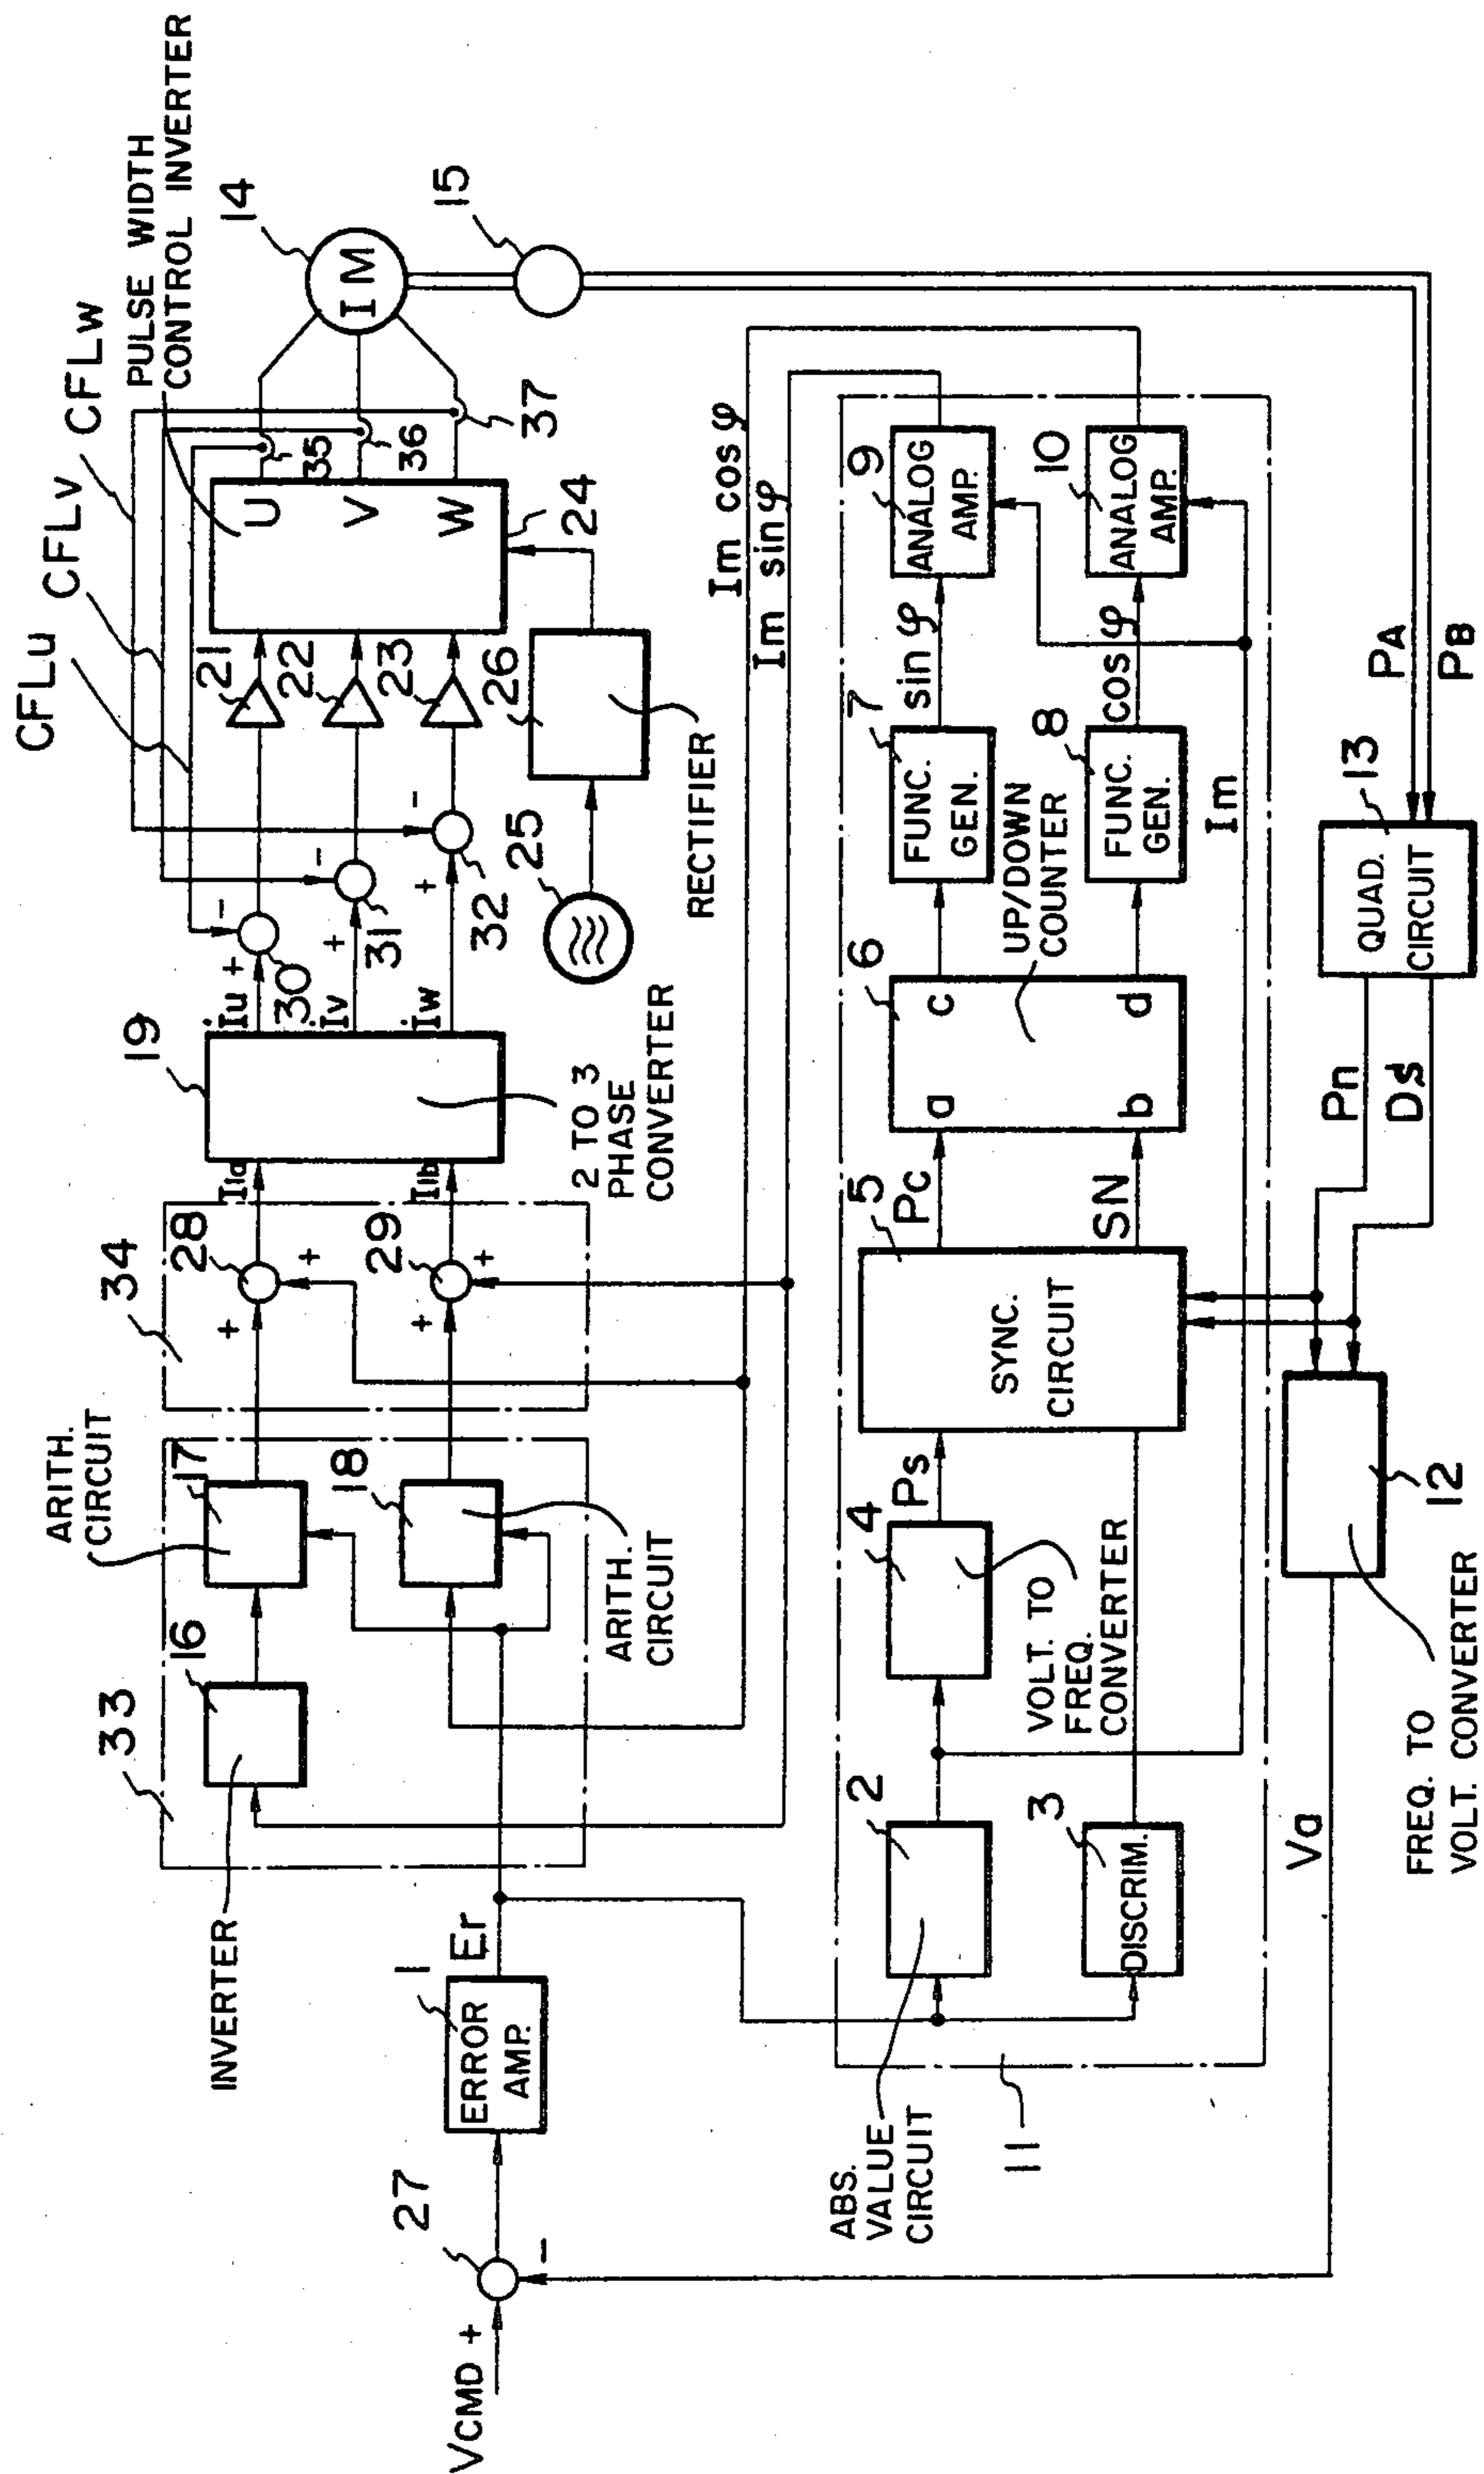 PULSE WIDTH
CONTROL INVERTER
CFLw
CFLv
CFLu
14
IM
15
35
36
37
U
V
W
24
21
22
23
26
RECTIFIER
25
30
31
32
+
-
+
-
+
-
Iu
Iv
Iw
19
2 TO 3
PHASE
CONVERTER
I1a
I1b
34
28
29
+
+
+
+
ARITH.
CIRCUIT
17
18
ARITH.
CIRCUIT
16
33
INVERTER
1
Er
ERROR
AMP.
27
VCMD +
-
Im cos φ
Im sin φ
9
ANALOG
AMP.
10
ANALOG
AMP.
sin φ
cos φ
7
FUNC.
GEN.
8
FUNC.
GEN.
Im
UP/DOWN
COUNTER
6
a
b
c
d
Pc
SN
5
SYNC.
CIRCUIT
Ps
4
VOLT. TO
FREQ.
CONVERTER
2
3
DISCRIM.
ABS.
VALUE
CIRCUIT
11
PA
PB
13
QUAD.
CIRCUIT
Pn
Ds
12
FREQ. TO
VOLT. CONVERTER
Va